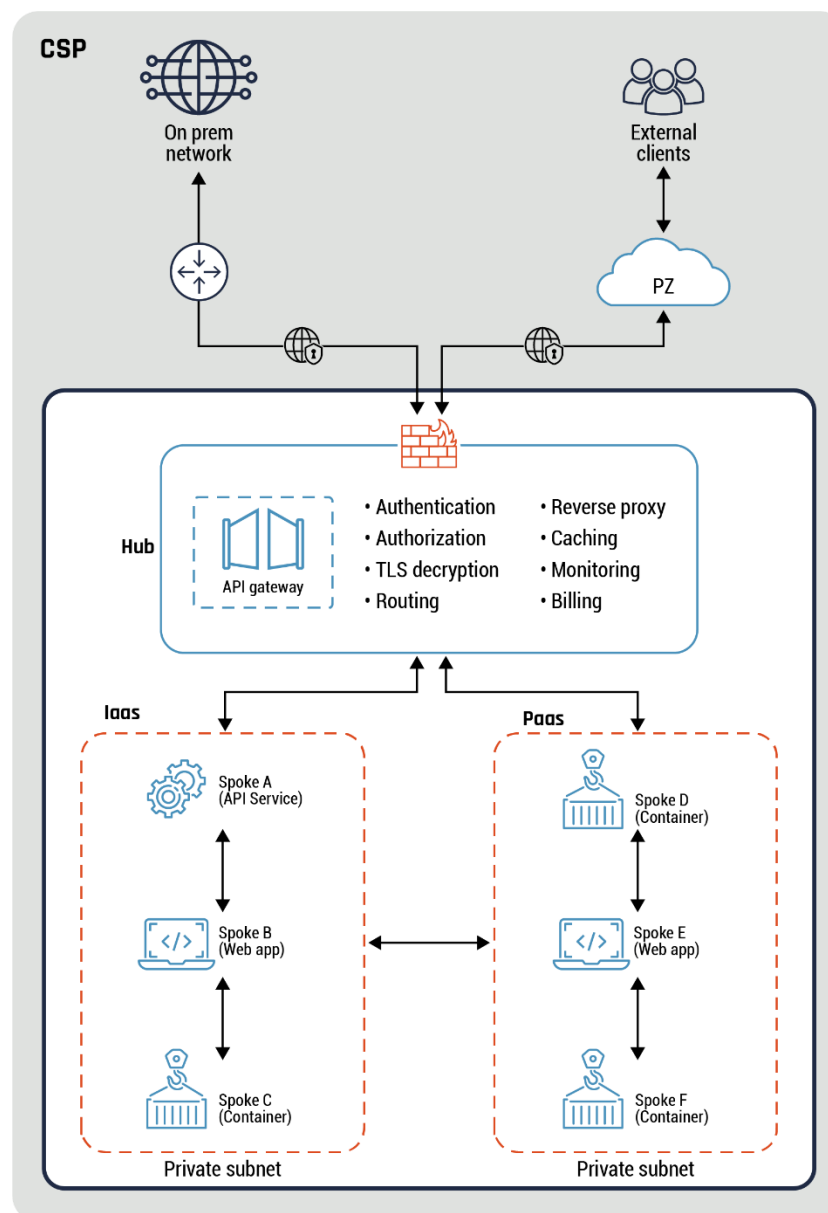 CSP
On prem
network
External
clients
PZ
Hub
API gateway
• Authentication
• Authorization
• TLS decryption
• Routing
• Reverse proxy
• Caching
• Monitoring
• Billing
Iaas
Spoke A
(API Service)
Spoke B
(Web app)
Spoke C
(Container)
Private subnet
Paas
Spoke D
(Container)
Spoke E
(Web app)
Spoke F
(Container)
Private subnet